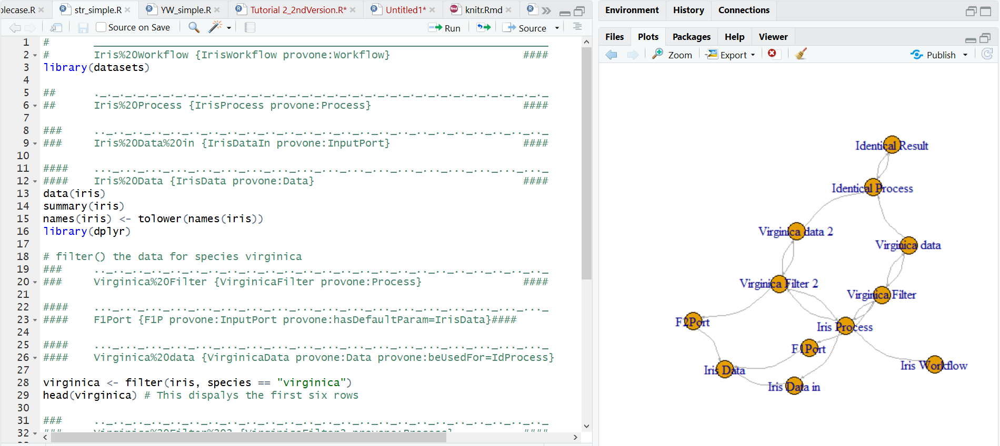 plecase.R
str_simple.R
YW_simple.R
Tutorial 2_2ndVersion.R*
Untitled1*
knitr.Rmd
Source on Save
Run
Source
1 #
2 # Iris%20Workflow {IrisWorkflow provone:Workflow} ####
3 library(datasets)
4
5 ## ._._._._._._._._._._._._._._._._._._._._._._._._._._._._._._._._._._._._
6 ## Iris%20Process {IrisProcess provone:Process} ####
7
8 ### .._.._.._.._.._.._.._.._.._.._.._.._.._.._.._.._.._.._.._.._.._.._.._.._
9 ### Iris%20Data%20in {IrisDataIn provone:InputPort} ####
10
11 #### ..._..._..._..._..._..._..._..._..._..._..._..._..._..._..._..._..._..._
12 #### Iris%20Data {IrisData provone:Data} ####
13 data(iris)
14 summary(iris)
15 names(iris) <- tolower(names(iris))
16 library(dplyr)
17
18 # filter() the data for species virginica
19 ### .._.._.._.._.._.._.._.._.._.._.._.._.._.._.._.._.._.._.._.._.._.._.._.._
20 ### Virginica%20Filter {VirginicaFilter provone:Process} ####
21
22 #### ..._..._..._..._..._..._..._..._..._..._..._..._..._..._..._..._..._..._
23 #### F1Port {F1P provone:InputPort provone:hasDefaultParam=IrisData}####
24
25 #### ..._..._..._..._..._..._..._..._..._..._..._..._..._..._..._..._..._..._
26 #### Virginica%20data {VirginicaData provone:Data provone:beUsedFor=IdProcess}
27
28 virginica <- filter(iris, species == "virginica")
29 head(virginica) # This dispalys the first six rows
30
31 ### .._.._.._.._.._.._.._.._.._.._.._.._.._.._.._.._.._.._.._.._.._.._.._.._
32 ### Virginica%20Filter%202 {VirginicaFilter2 provone:Process} ####
Environment
History
Connections
Files
Plots
Packages
Help
Viewer
Zoom
Export
Publish
Identical Result
Identical Process
Virginica data 2
Virginica data
Virginica Filter 2
Virginica Filter
F2Port
Iris Process
F1Port
Iris Workflow
Iris Data
Iris Data in